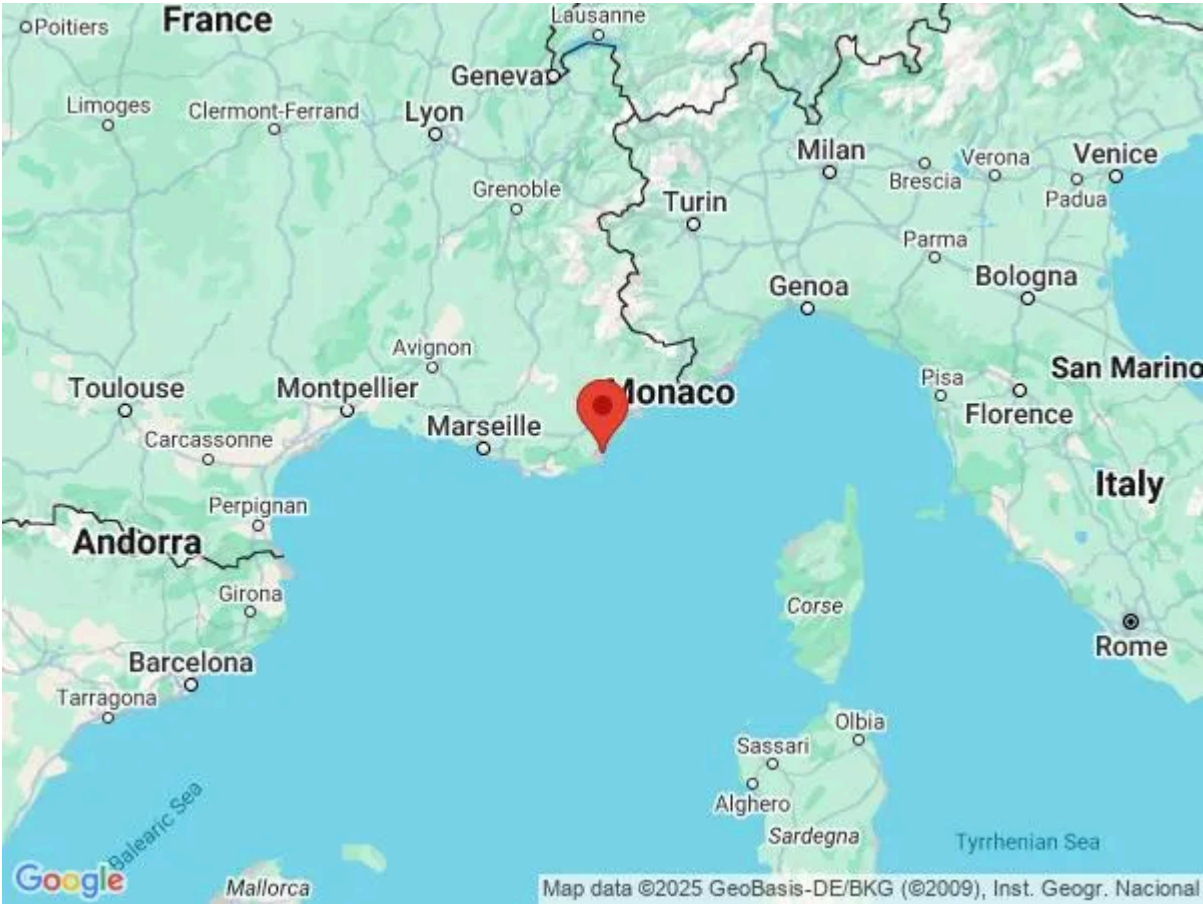 France
Poitiers
Lausanne
Geneva
Limoges
Clermont-Ferrand
Lyon
Milan
Brescia
Verona
Venice
Padua
Grenoble
Turin
Parma
Genoa
Bologna
Avignon
Toulouse
Montpellier
Monaco
Pisa
San Marino
Florence
Marseille
Carcassonne
Italy
Perpignan
Andorra
Girona
Corse
Rome
Barcelona
Tarragona
Olbia
Sassari
Alghero
Sardegna
Balearic Sea
Tyrrhenian Sea
Google
Mallorca
Map data ©2025 GeoBasis-DE/BKG (©2009), Inst. Geogr. Nacional